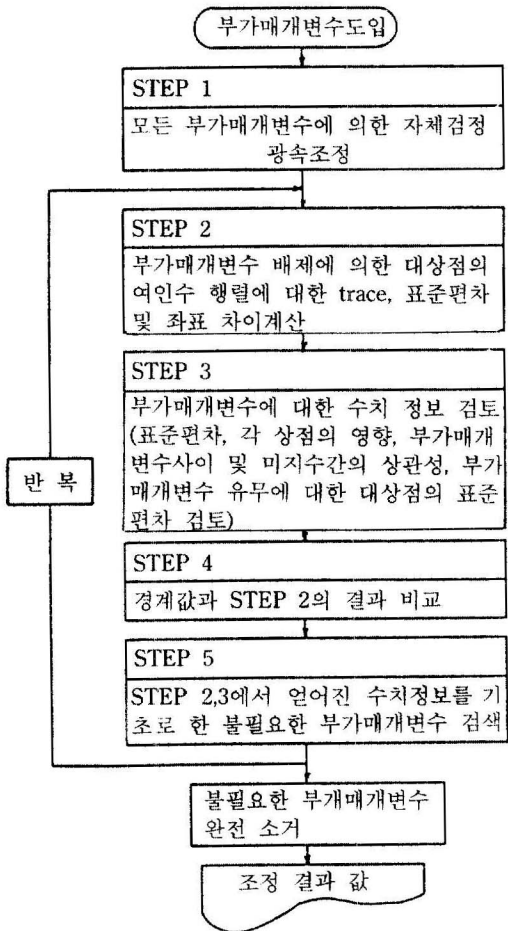 부가매개변수도입
STEP 1
모든 부가매개변수에 의한 자체검정
광속조정
STEP 2
부가매개변수 배제에 의한 대상점의
여인수 행렬에 대한 trace, 표준편차
및 좌표 차이계산
STEP 3
부가매개변수에 대한 수치 정보 검토
(표준편차, 각 상점의 영향, 부가매개
변수사이 및 미지수간의 상관성, 부가
매개변수 유무에 대한 대상점의 표준
편차 검토)
반 복
STEP 4
경계값과 STEP 2의 결과 비교
STEP 5
STEP 2,3에서 얻어진 수치정보를 기
초로 한 불필요한 부가매개변수 검색
불필요한 부개매개변수
완전 소거
조정 결과 값